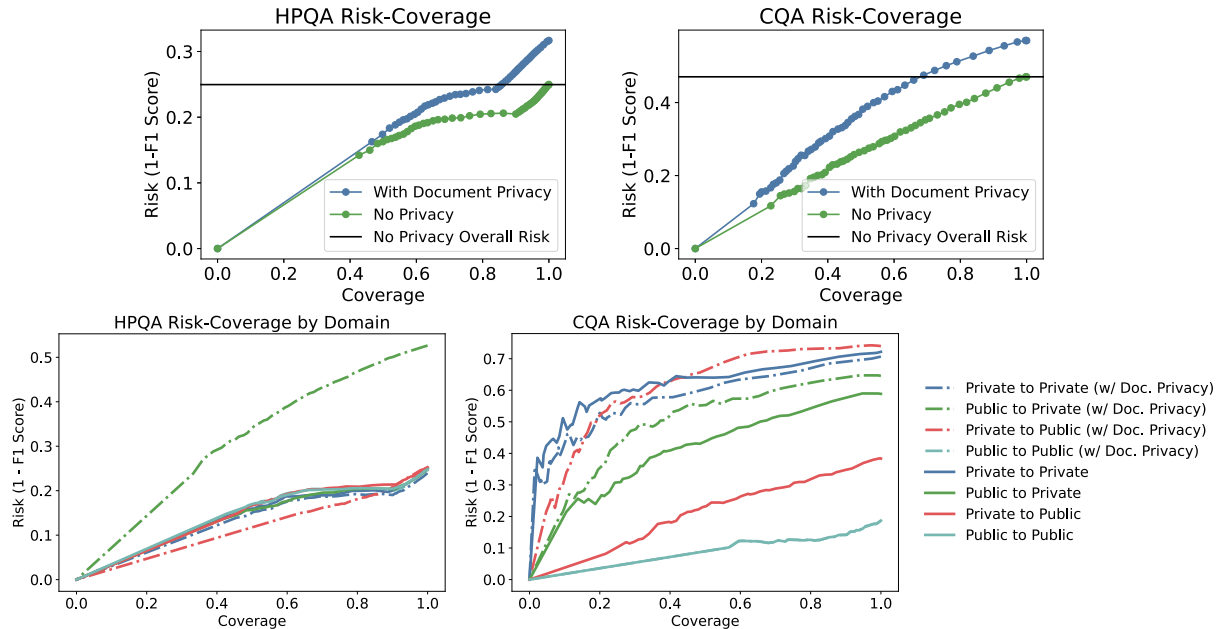 HPQA Risk-Coverage
Risk (1-F1 Score)
0.3
0.2
0.1
0.0
With Document Privacy
No Privacy
No Privacy Overall Risk
0.0 0.2 0.4 0.6 0.8 1.0
Coverage
CQA Risk-Coverage
Risk (1-F1 Score)
0.4
0.2
0.0
With Document Privacy
No Privacy
No Privacy Overall Risk
0.0 0.2 0.4 0.6 0.8 1.0
Coverage
HPQA Risk-Coverage by Domain
Risk (1 - F1 Score)
0.5
0.4
0.3
0.2
0.1
0.0
0.0 0.2 0.4 0.6 0.8 1.0
Coverage
CQA Risk-Coverage by Domain
Risk (1 - F1 Score)
0.7
0.6
0.5
0.4
0.3
0.2
0.1
0.0
0.0 0.2 0.4 0.6 0.8 1.0
Coverage
Private to Private (w/ Doc. Privacy)
Public to Private (w/ Doc. Privacy)
Private to Public (w/ Doc. Privacy)
Public to Public (w/ Doc. Privacy)
Private to Private
Public to Private
Private to Public
Public to Public